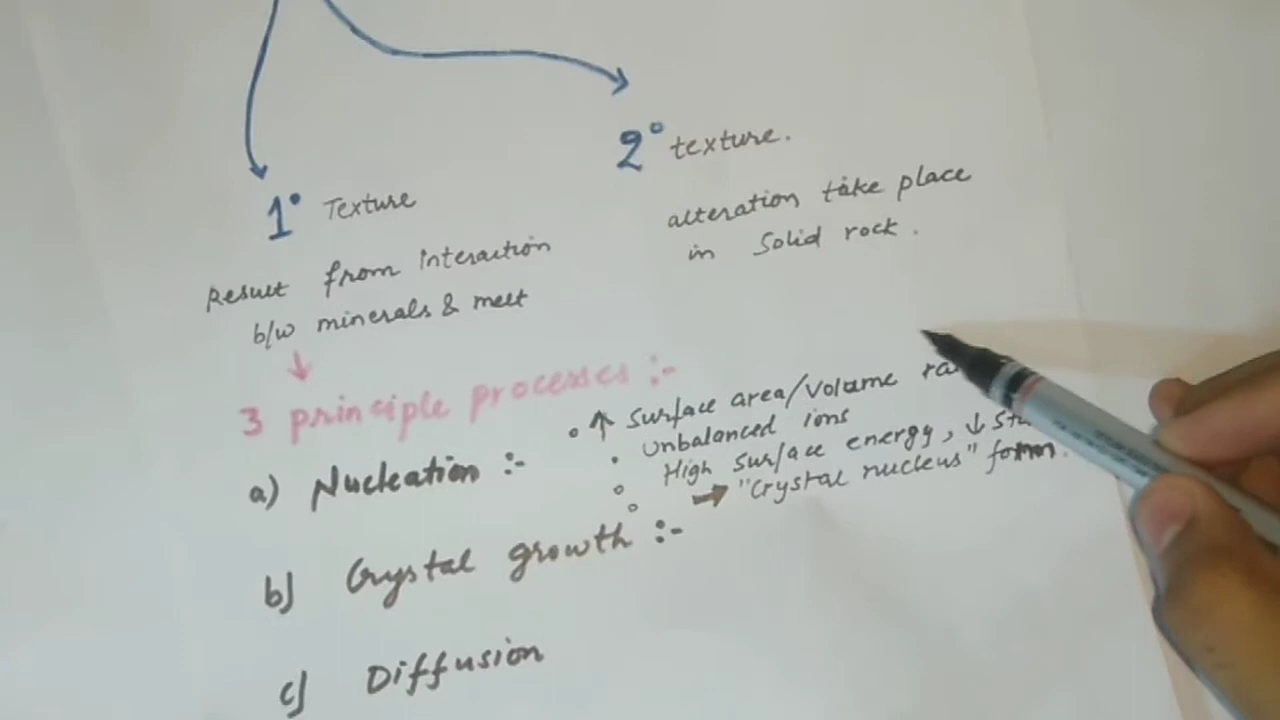 2° texture.
alteration take place
in solid rock.
1° Texture
Result from interaction
b/w minerals & melt
3 principle processes :-
a) Nucleation :-
↑ Surface area/volume
unbalanced ions
High surface energy, ↓
→ "Crystal nucleus" form.
b) Crystal growth :-
c) Diffusion